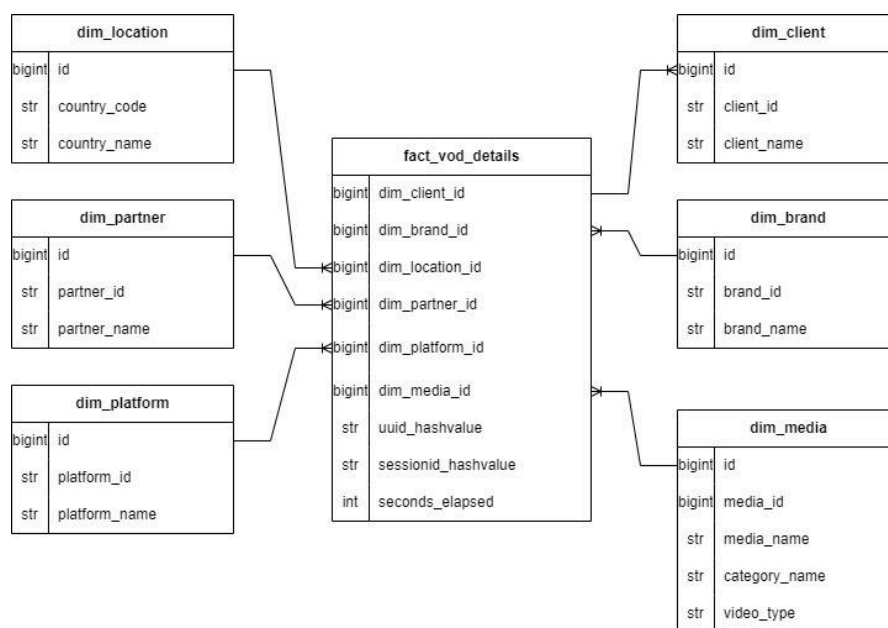 dim_location
bigint id
str country_code
str country_name
dim_partner
bigint id
str partner_id
str partner_name
dim_platform
bigint id
str platform_id
str platform_name
fact_vod_details
bigint dim_client_id
bigint dim_brand_id
bigint dim_location_id
bigint dim_partner_id
bigint dim_platform_id
bigint dim_media_id
str uuid_hashvalue
str sessionid_hashvalue
int seconds_elapsed
dim_client
bigint id
str client_id
str client_name
dim_brand
bigint id
str brand_id
str brand_name
dim_media
bigint id
bigint media_id
str media_name
str category_name
str video_type